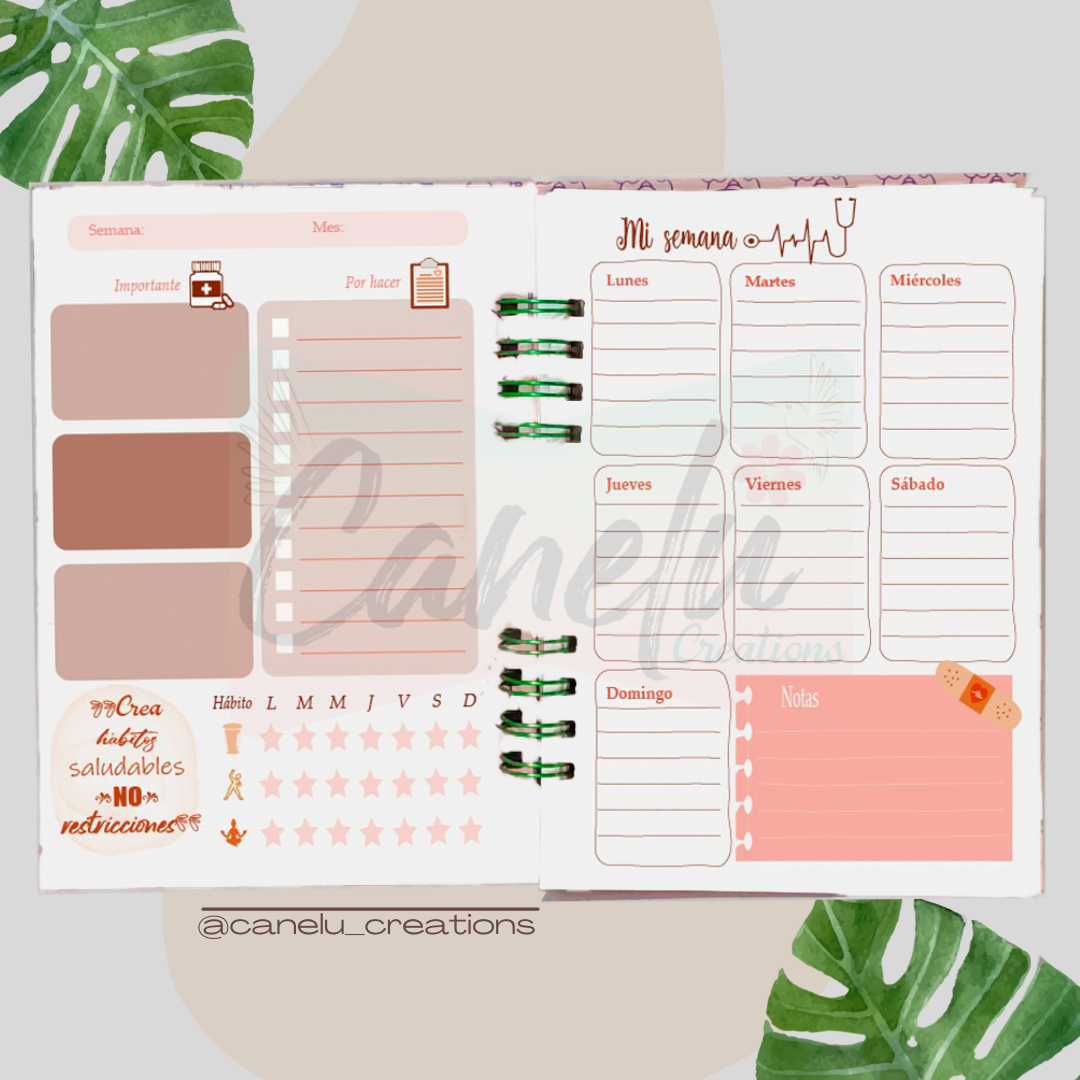 Semana: Mes:
Importante
Por hacer
Crea
hábitos
saludables
NO
restricciones
Hábito L M M J V S D
Mi semana
Lunes
Martes
Miércoles
Jueves
Viernes
Sábado
Domingo
Notas
Canelu
Creations
@canelu_creations